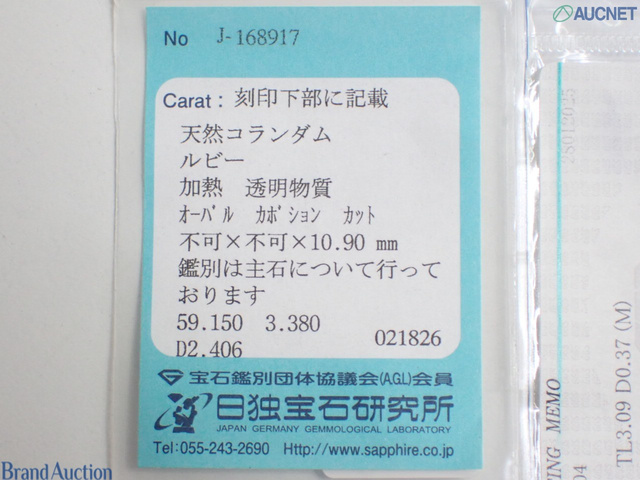 No J-168917
Carat : 刻印下部に記載
天然コランダム
ルビー
加熱 透明物質
ｵｰﾊﾞﾙ ｶﾎﾞｼｮﾝ ｶｯﾄ
不可×不可×10.90 mm
鑑別は主石について行って
おります
59.150 3.380
D2.406 021826
宝石鑑別団体協議会(AGL)会員
日独宝石研究所
JAPAN GERMANY GEMMOLOGICAL LABORATORY
Tel:055-243-2690 Http://www.sapphire.co.jp
Brand Auction
AUCNET
TING MEMO
04
TL3.09 D0.37 (M)